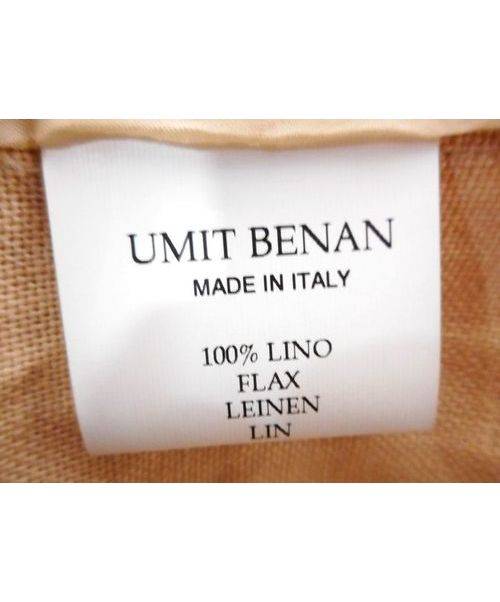 UMIT BENAN
MADE IN ITALY
100% LINO
FLAX
LEINEN
LIN